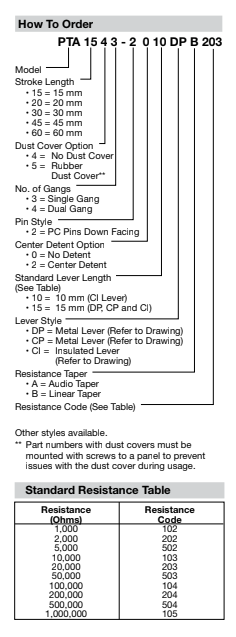 How To Order
PTA 15 4 3 - 2 0 10 DP B 203
Model
Stroke Length
• 15 = 15 mm
• 20 = 20 mm
• 30 = 30 mm
• 45 = 45 mm
• 60 = 60 mm
Dust Cover Option
• 4 = No Dust Cover
• 5 = Rubber
Dust Cover**
No. of Gangs
• 3 = Single Gang
• 4 = Dual Gang
Pin Style
• 2 = PC Pins Down Facing
Center Detent Option
• 0 = No Detent
• 2 = Center Detent
Standard Lever Length
(See Table)
• 10 = 10 mm (CI Lever)
• 15 = 15 mm (DP, CP and CI)
Lever Style
• DP = Metal Lever (Refer to Drawing)
• CP = Metal Lever (Refer to Drawing)
• CI = Insulated Lever
(Refer to Drawing)
Resistance Taper
• A = Audio Taper
• B = Linear Taper
Resistance Code (See Table)
Other styles available.
** Part numbers with dust covers must be
mounted with screws to a panel to prevent
issues with the dust cover during usage.
Standard Resistance Table
Resistance (Ohms) Resistance Code
1,000 102
2,000 202
5,000 502
10,000 103
20,000 203
50,000 503
100,000 104
200,000 204
500,000 504
1,000,000 105